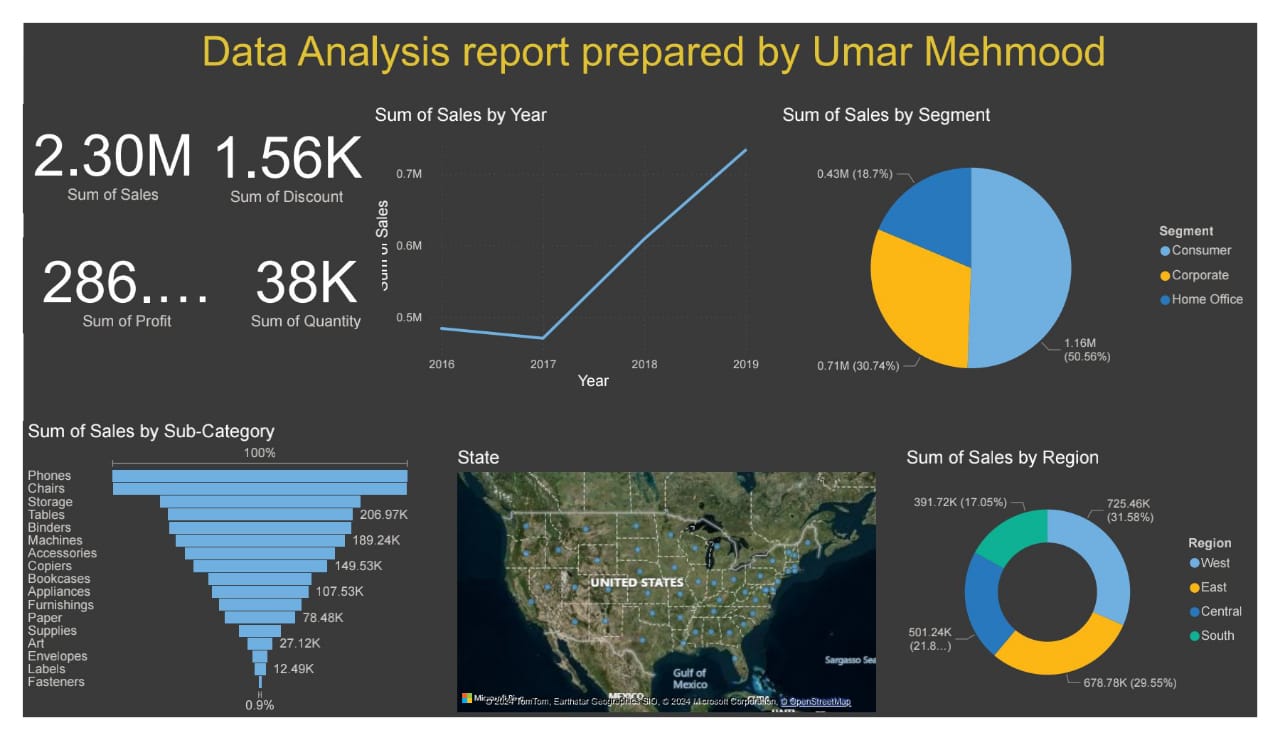 Data Analysis report prepared by Umar Mehmood
2.30M
Sum of Sales
1.56K
Sum of Discount
286....
Sum of Profit
38K
Sum of Quantity
Sum of Sales by Year
Sum of Sales
0.7M
0.6M
0.5M
2016
2017
2018
2019
Year
Sum of Sales by Segment
0.43M (18.7%)
0.71M (30.74%)
1.16M
(50.56%)
Segment
Consumer
Corporate
Home Office
Sum of Sales by Sub-Category
100%
Phones
Chairs
Storage
Tables
206.97K
Binders
Machines
189.24K
Accessories
Copiers
149.53K
Bookcases
Appliances
107.53K
Furnishings
Paper
78.48K
Supplies
Art
27.12K
Envelopes
Labels
12.49K
Fasteners
0.9%
State
UNITED STATES
Gulf of
Mexico
Sargasso Sea
MEXICO
CUBA
Microsoft Bing
© 2024 TomTom, Earthstar Geographics SIO, © 2024 Microsoft Corporation, © OpenStreetMap
Sum of Sales by Region
391.72K (17.05%)
725.46K
(31.58%)
501.24K
(21.8...)
678.78K (29.55%)
Region
West
East
Central
South